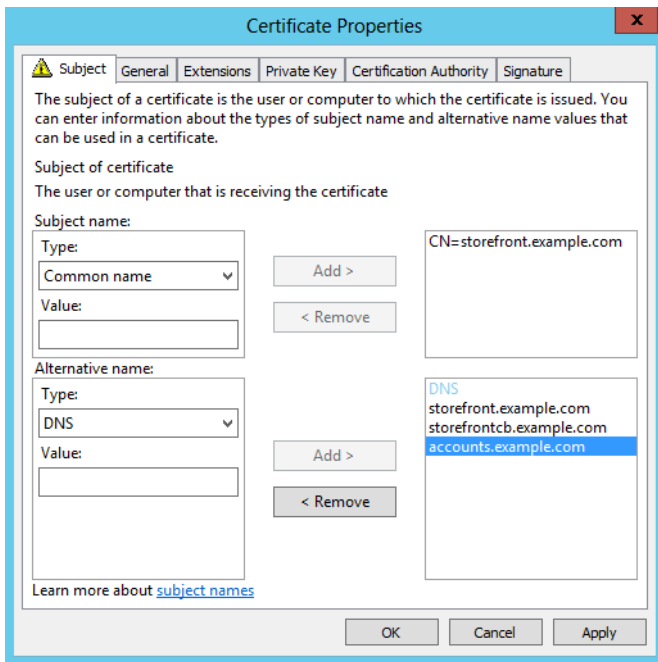 Certificate Properties
x
Subject General Extensions Private Key Certification Authority Signature
The subject of a certificate is the user or computer to which the certificate is issued. You
can enter information about the types of subject name and alternative name values that
can be used in a certificate.
Subject of certificate
The user or computer that is receiving the certificate
Subject name:
Type:
Common name
Value:
Add >
< Remove
CN=storefront.example.com
Alternative name:
Type:
DNS
Value:
Add >
< Remove
DNS
storefront.example.com
storefrontcb.example.com
accounts.example.com
Learn more about subject names
OK Cancel Apply